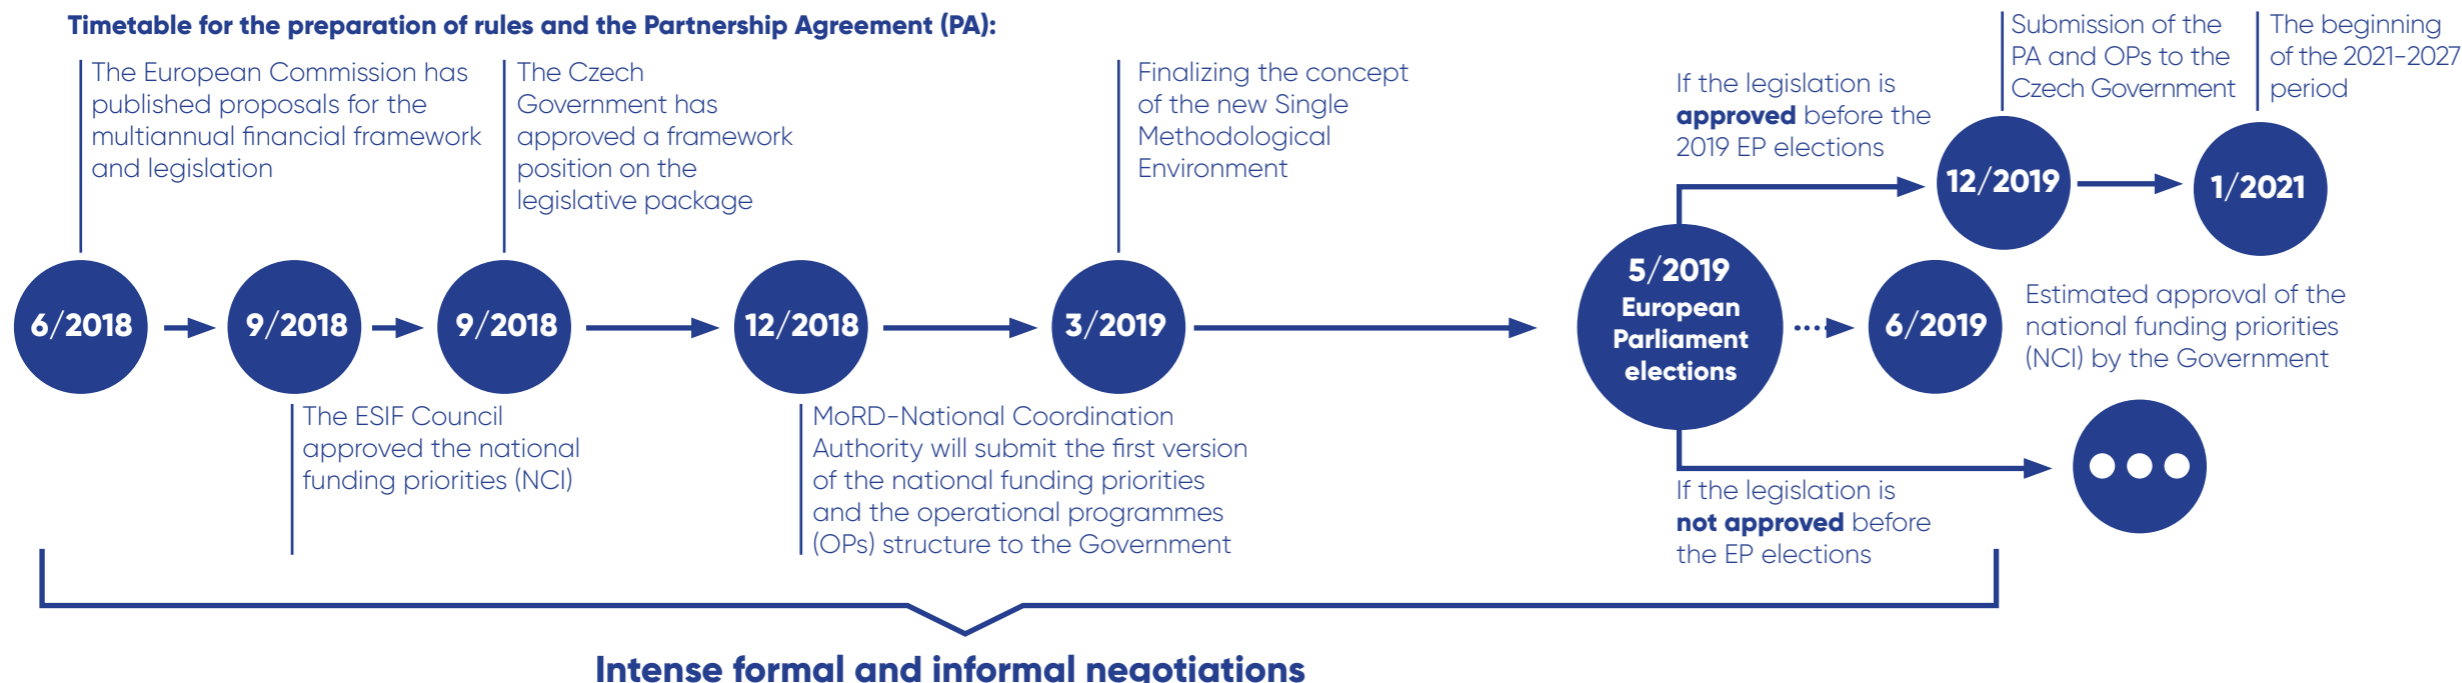 Timetable for the preparation of rules and the Partnership Agreement (PA):
The European Commission has
published proposals for the
multiannual financial framework
and legislation
The Czech
Government has
approved a framework
position on the
legislative package
Finalizing the concept
of the new Single
Methodological
Environment
If the legislation is
approved before the
2019 EP elections
Submission of the
PA and OPs to the
Czech Government
The beginning
of the 2021-2027
period
12/2019
1/2021
6/2018
9/2018
9/2018
12/2018
3/2019
5/2019
European
Parliament
elections
6/2019
Estimated approval of the
national funding priorities
(NCI) by the Government
The ESIF Council
approved the national
funding priorities (NCI)
MoRD-National Coordination
Authority will submit the first version
of the national funding priorities
and the operational programmes
(OPs) structure to the Government
If the legislation is
not approved before
the EP elections
Intense formal and informal negotiations